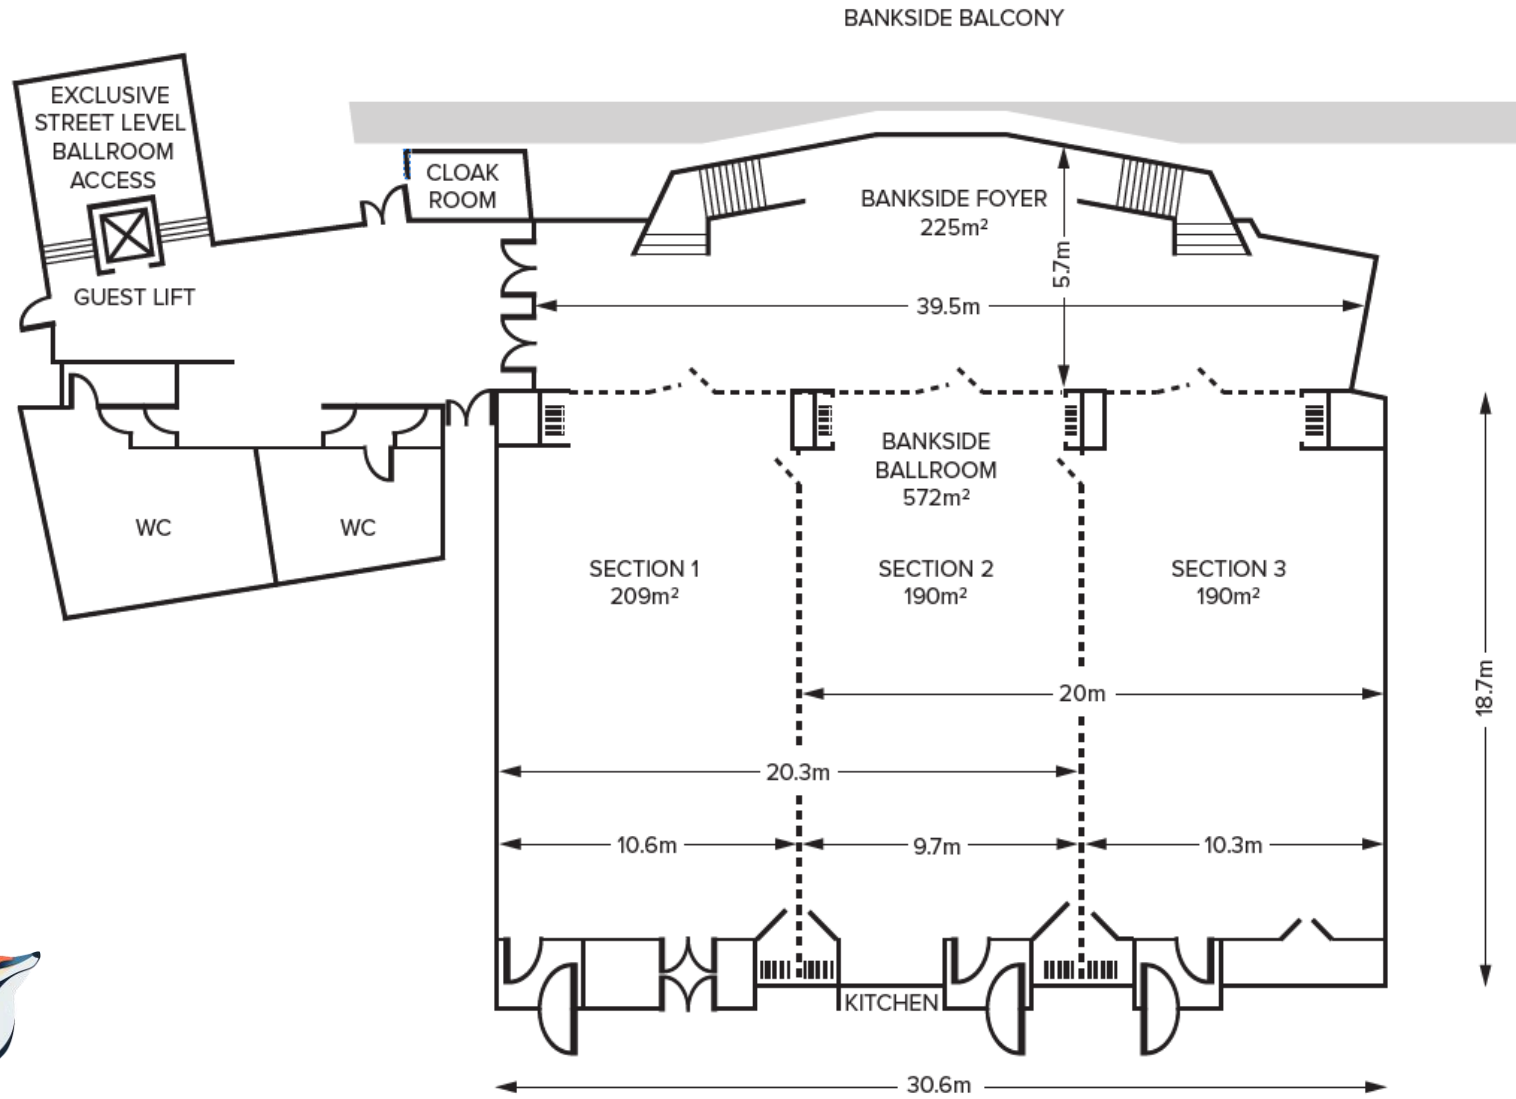 BANKSIDE BALCONY
EXCLUSIVE
STREET LEVEL
BALLROOM
ACCESS
CLOAK
ROOM
GUEST LIFT
BANKSIDE FOYER
225m²
5.7m
39.5m
BANKSIDE
BALLROOM
572m²
WC
WC
SECTION 1
209m²
SECTION 2
190m²
SECTION 3
190m²
18.7m
20m
20.3m
10.6m
9.7m
10.3m
KITCHEN
30.6m